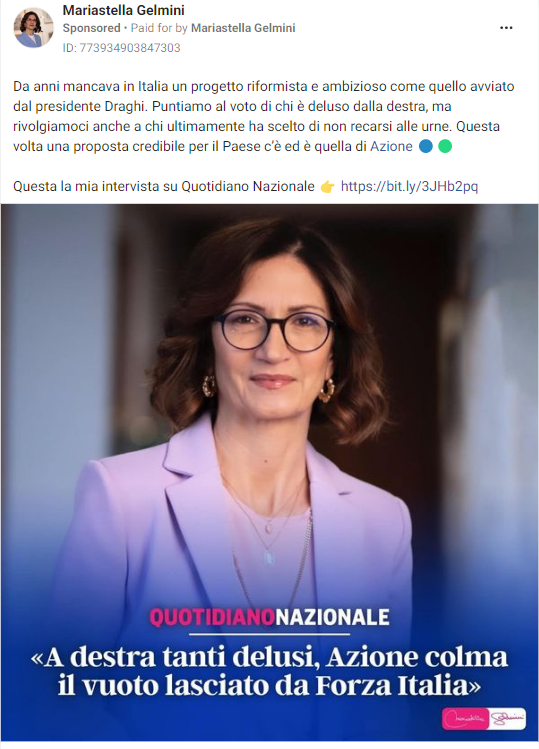 Mariastella Gelmini
Sponsored • Paid for by Mariastella Gelmini
ID: 773934903847303
Da anni mancava in Italia un progetto riformista e ambizioso come quello avviato
dal presidente Draghi. Puntiamo al voto di chi è deluso dalla destra, ma
rivolgiamoci anche a chi ultimamente ha scelto di non recarsi alle urne. Questa
volta una proposta credibile per il Paese c'è ed è quella di Azione 🔵 🟢
Questa la mia intervista su Quotidiano Nazionale 👉 https://bit.ly/3JHb2pq
QUOTIDIANONAZIONALE
«A destra tanti delusi, Azione colma
il vuoto lasciato da Forza Italia»